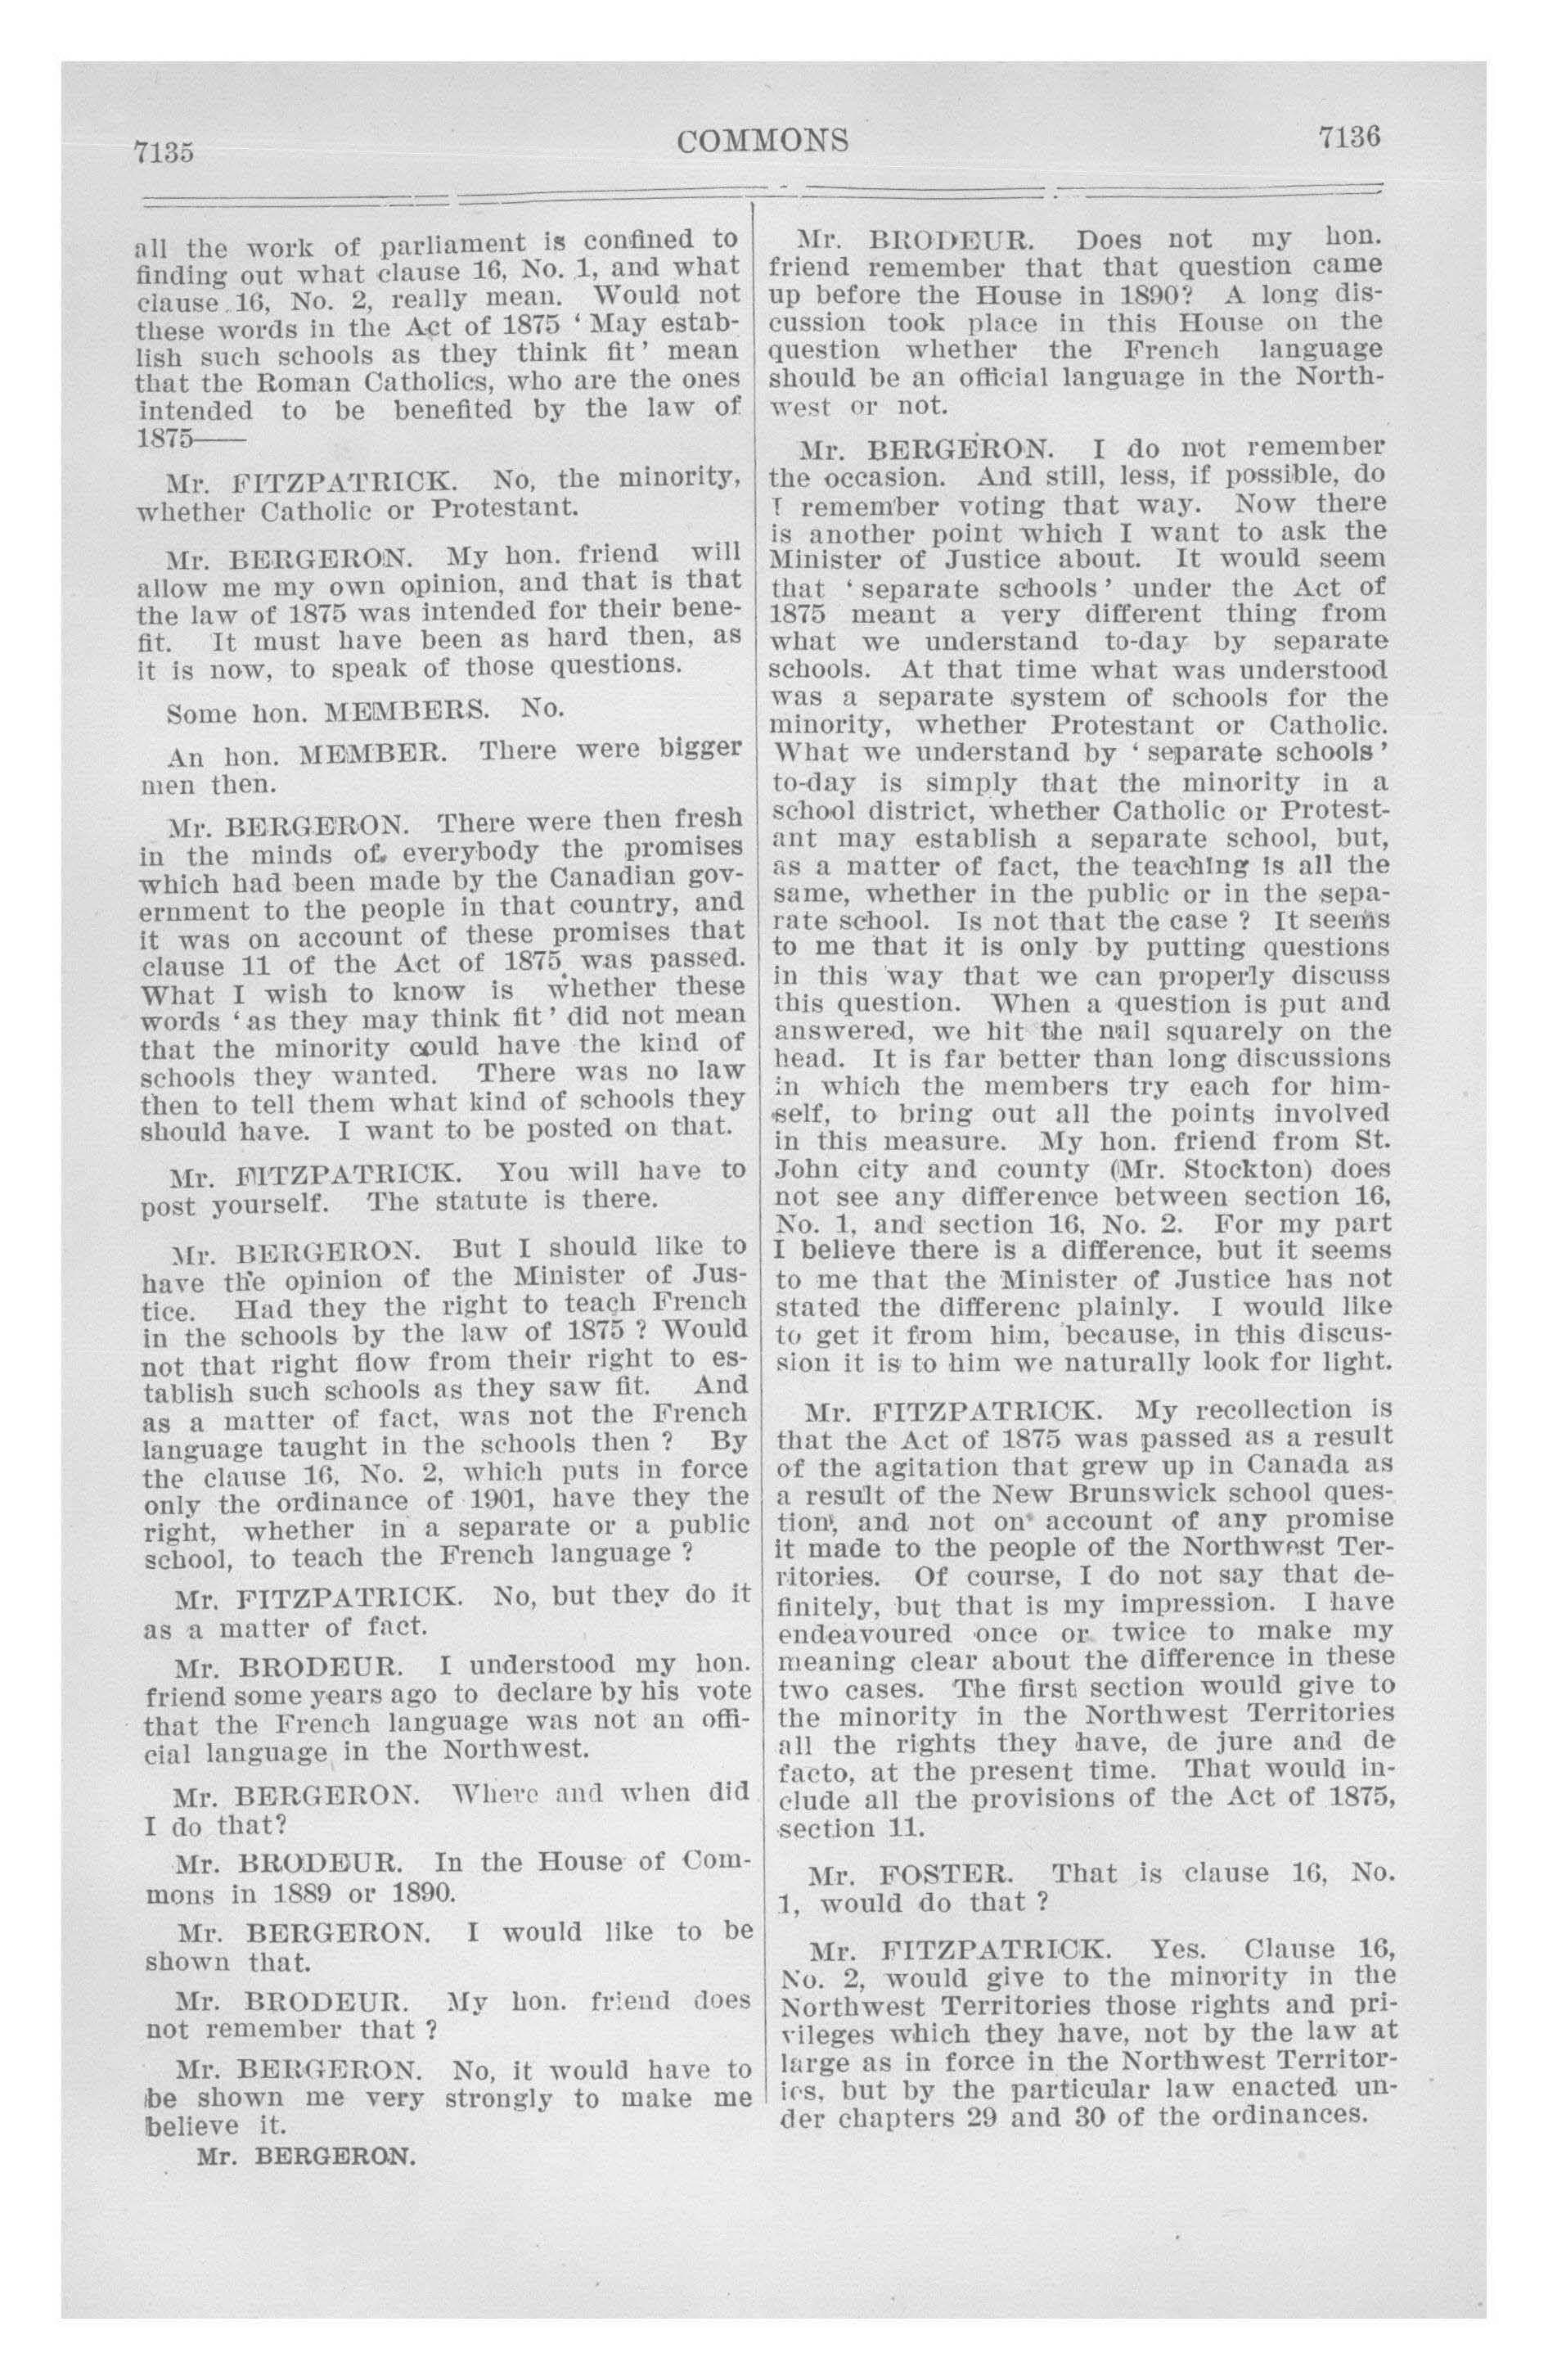 7135
COMMONS
7136
all the work of parliament is confined to
finding out what clause 16, No. 1, and what
clause 16, No. 2, really mean. Would not
these words in the Act of 1875 ‘ May estab-
lish such schools as they think fit ’ mean
that the Roman Catholics, who are the ones
intended to be benefited by the law of
1875——
Mr. FITZPATRICK. No, the minority,
whether Catholic or Protestant.
Mr. BERGERON. My hon. friend will
allow me my own opinion, and that is that
the law of 1875 was intended for their bene-
fit. It must have been as hard then, as
it is now, to speak of those questions.
Some hon. MEMBERS. No.
An hon. MEMBER. There were bigger
men then.
Mr. BERGERON. There were then fresh
in the minds of everybody the promises
which had been made by the Canadian gov-
ernment to the people in that country, and
it was on account of these promises that
clause 11 of the Act of 1875 was passed.
What I wish to know is whether these
words ‘ as they may think fit ’ did not mean
that the minority could have the kind of
schools they wanted. There was no law
then to tell them what kind of schools they
should have. I want to be posted on that.
Mr. FITZPATRICK. You will have to
post yourself. The statute is there.
Mr. BERGERON. But I should like to
have the opinion of the Minister of Jus-
tice. Had they the right to teach French
in the schools by the law of 1875 ? Would
not that right flow from their right to es-
tablish such schools as they saw fit. And
as a matter of fact, was not the French
language taught in the schools then ? By
the clause 16, No. 2, which puts in force
only the ordinance of 1901, have they the
right, whether in a separate or a public
school, to teach the French language ?
Mr. FITZPATRICK. No, but they do it
as a matter of fact.
Mr. BRODEUR. I understood my hon.
friend some years ago to declare by his vote
that the French language was not an offi-
cial language in the Northwest.
Mr. BERGERON. Where and when did
I do that?
Mr. BRODEUR. In the House of Com-
mons in 1889 or 1890.
Mr. BERGERON. I would like to be
shown that.
Mr. BRODEUR. My hon. friend does
not remember that ?
Mr. BERGERON. No, it would have to
be shown me very strongly to make me
believe it.
Mr. BERGERON.
Mr. BRODEUR. Does not my hon.
friend remember that that question came
up before the House in 1890? A long dis-
cussion took place in this House on the
question whether the French language
should be an official language in the North-
west or not.
Mr. BERGERON. I do not remember
the occasion. And still, less, if possible, do
I remember voting that way. Now there
is another point which I want to ask the
Minister of Justice about. It would seem
that ‘ separate schools ’ under the Act of
1875 meant a very different thing from
what we understand to-day by separate
schools. At that time what was understood
was a separate system of schools for the
minority, whether Protestant or Catholic.
What we understand by ‘ separate schools ’
to-day is simply that the minority in a
school district, whether Catholic or Protest-
ant may establish a separate school, but,
as a matter of fact, the teaching is all the
same, whether in the public or in the sepa-
rate school. Is not that the case ? It seems
to me that it is only by putting questions
in this way that we can properly discuss
this question. When a question is put and
answered, we hit the nail squarely on the
head. It is far better than long discussions
in which the members try each for him-
self, to bring out all the points involved
in this measure. My hon. friend from St.
John city and county (Mr. Stockton) does
not see any difference between section 16,
No. 1, and section 16, No. 2. For my part
I believe there is a difference, but it seems
to me that the Minister of Justice has not
stated the differenc plainly. I would like
to get it from him, because, in this discus-
sion it is to him we naturally look for light.
Mr. FITZPATRICK. My recollection is
that the Act of 1875 was passed as a result
of the agitation that grew up in Canada as
a result of the New Brunswick school ques-
tion, and not on account of any promise
it made to the people of the Northwest Ter-
ritories. Of course, I do not say that de-
finitely, but that is my impression. I have
endeavoured once or twice to make my
meaning clear about the difference in these
two cases. The first section would give to
the minority in the Northwest Territories
all the rights they have, de jure and de
facto, at the present time. That would in-
clude all the provisions of the Act of 1875,
section 11.
Mr. FOSTER. That is clause 16, No.
1, would do that ?
Mr. FITZPATRICK. Yes. Clause 16,
No. 2, would give to the minority in the
Northwest Territories those rights and pri-
vileges which they have, not by the law at
large as in force in the Northwest Territor-
ies, but by the particular law enacted un-
der chapters 29 and 30 of the ordinances.